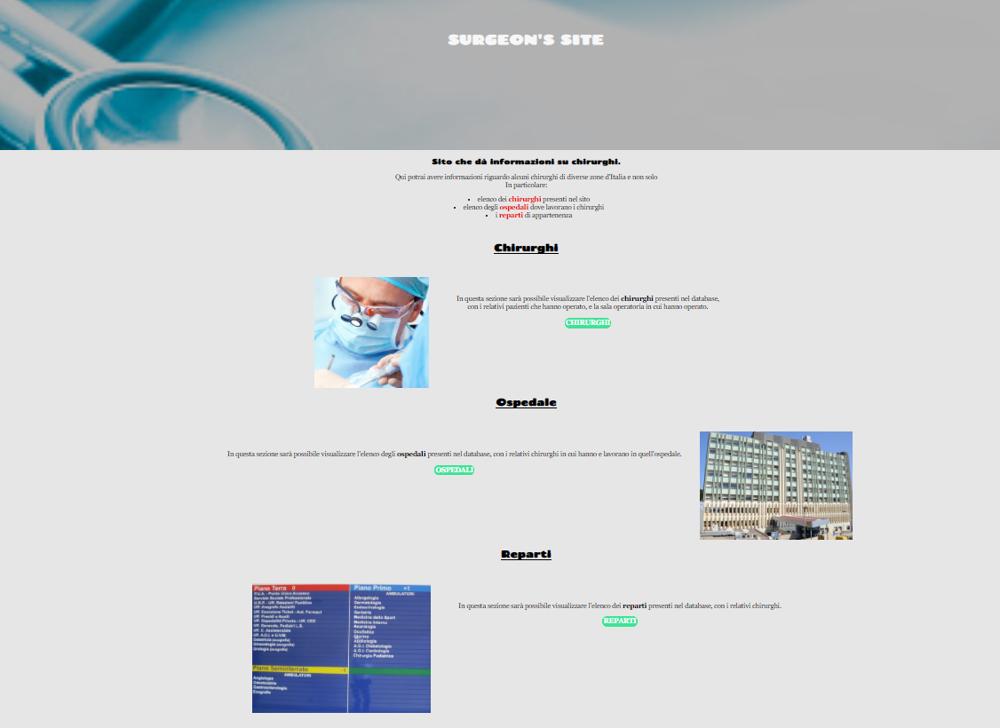 SURGEON'S SITE
Sito che dà informazioni su chirurghi.
Qui potrai avere informazioni riguardo alcuni chirurghi di diverse zone d'Italia e non solo
In particolare:
• elenco dei chirurghi presenti nel sito
• elenco degli ospedali dove lavorano i chirurghi
• i reparti di appartenenza
Chirurghi
In questa sezione sarà possibile visualizzare l'elenco dei chirurghi presenti nel database,
con i relativi pazienti che hanno operato, e la sala operatoria in cui hanno operato.
CHIRURGHI
Ospedale
In questa sezione sarà possibile visualizzare l'elenco degli ospedali presenti nel database, con i relativi chirurghi in cui hanno e lavorano in quell'ospedale.
OSPEDALI
Reparti
In questa sezione sarà possibile visualizzare l'elenco dei reparti presenti nel database, con i relativi chirurghi.
REPARTI
Piano Terra 0
P.U.A. - Punto Unico Accesso
Servizio Sociale Professionale
U.R.P. - Uff. Relazioni Pubblico
Uff. Anagrafe Assistiti
Uff. Esenzione Ticket - Aut. Farmaci
Uff. Presidi e Ausili
Uff. Ospedalità Privata - Uff. CCE
Uff. C. Assistenziale
Uff. A.D.I. e U.V.M.
Ostetricia (ecografia)
Ginecologia (ecografia)
Urologia (ecografia)
Piano Primo +1
AMBULATORI
Allergologia
Dermatologia
Endocrinologia
Geriatria
Medicina dello Sport
Medicina Interna
Neurologia
Oculistica
Otorino
A.D.I. Diabetologia
A.D.I. Cardiologia
Chirurgia Pediatrica
Piano Seminterrato -1
AMBULATORI
Angiologia
Odontoiatria
Gastroenterologia
Ecografia